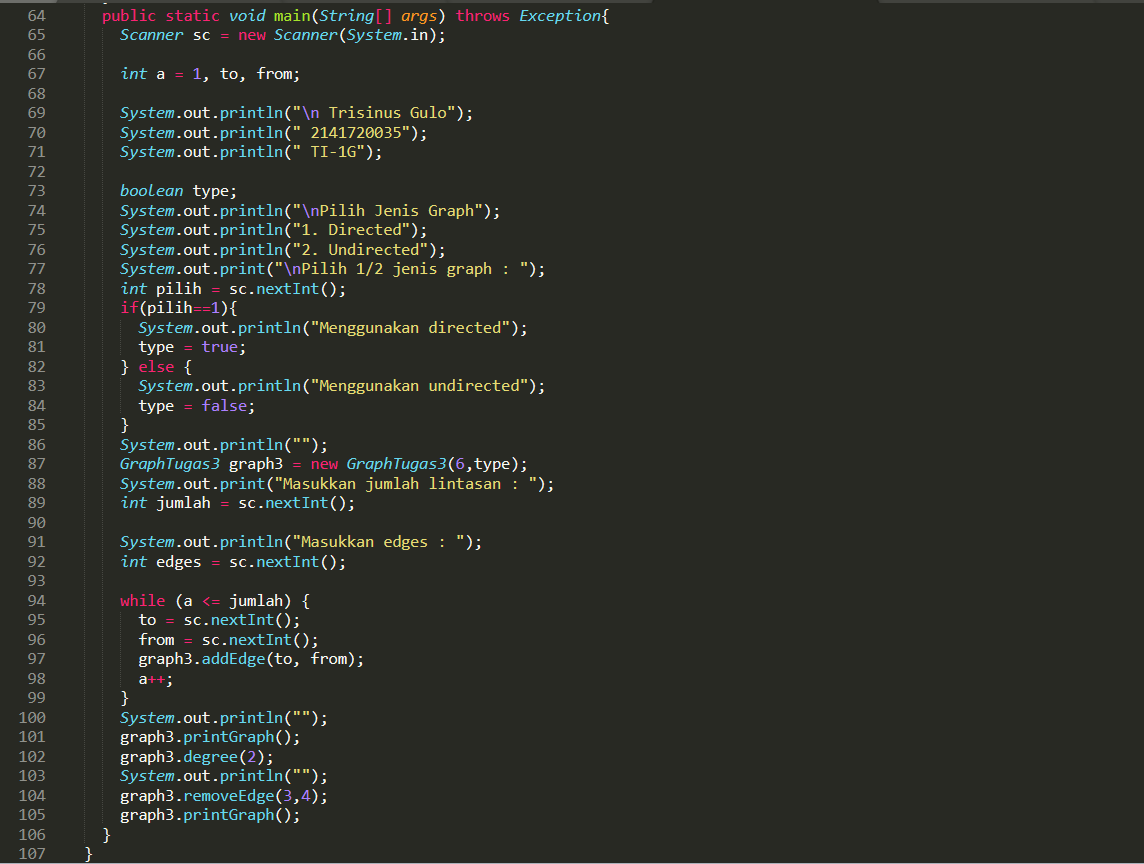 64 public static void main(String[] args) throws Exception{
65 Scanner sc = new Scanner(System.in);
66
67 int a = 1, to, from;
68
69 System.out.println("\n Trisinus Gulo");
70 System.out.println(" 2141720035");
71 System.out.println(" TI-1G");
72
73 boolean type;
74 System.out.println("\nPilih Jenis Graph");
75 System.out.println("1. Directed");
76 System.out.println("2. Undirected");
77 System.out.print("\nPilih 1/2 jenis graph : ");
78 int pilih = sc.nextInt();
79 if(pilih==1){
80 System.out.println("Menggunakan directed");
81 type = true;
82 } else {
83 System.out.println("Menggunakan undirected");
84 type = false;
85 }
86 System.out.println("");
87 GraphTugas3 graph3 = new GraphTugas3(6,type);
88 System.out.print("Masukkan jumlah lintasan : ");
89 int jumlah = sc.nextInt();
90
91 System.out.println("Masukkan edges : ");
92 int edges = sc.nextInt();
93
94 while (a <= jumlah) {
95 to = sc.nextInt();
96 from = sc.nextInt();
97 graph3.addEdge(to, from);
98 a++;
99 }
100 System.out.println("");
101 graph3.printGraph();
102 graph3.degree(2);
103 System.out.println("");
104 graph3.removeEdge(3,4);
105 graph3.printGraph();
106 }
107 }